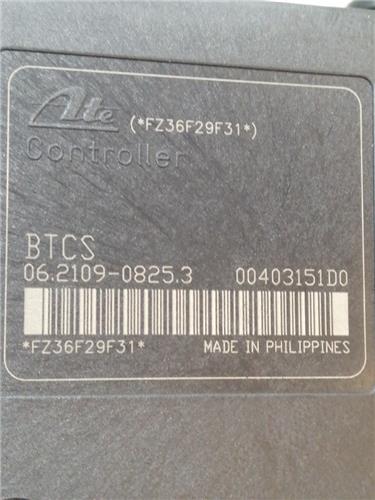 Ate (*FZ36F29F31*)
Controller
BTCS
06.2109-0825.3 00403151D0
*FZ36F29F31* MADE IN PHILIPPINES